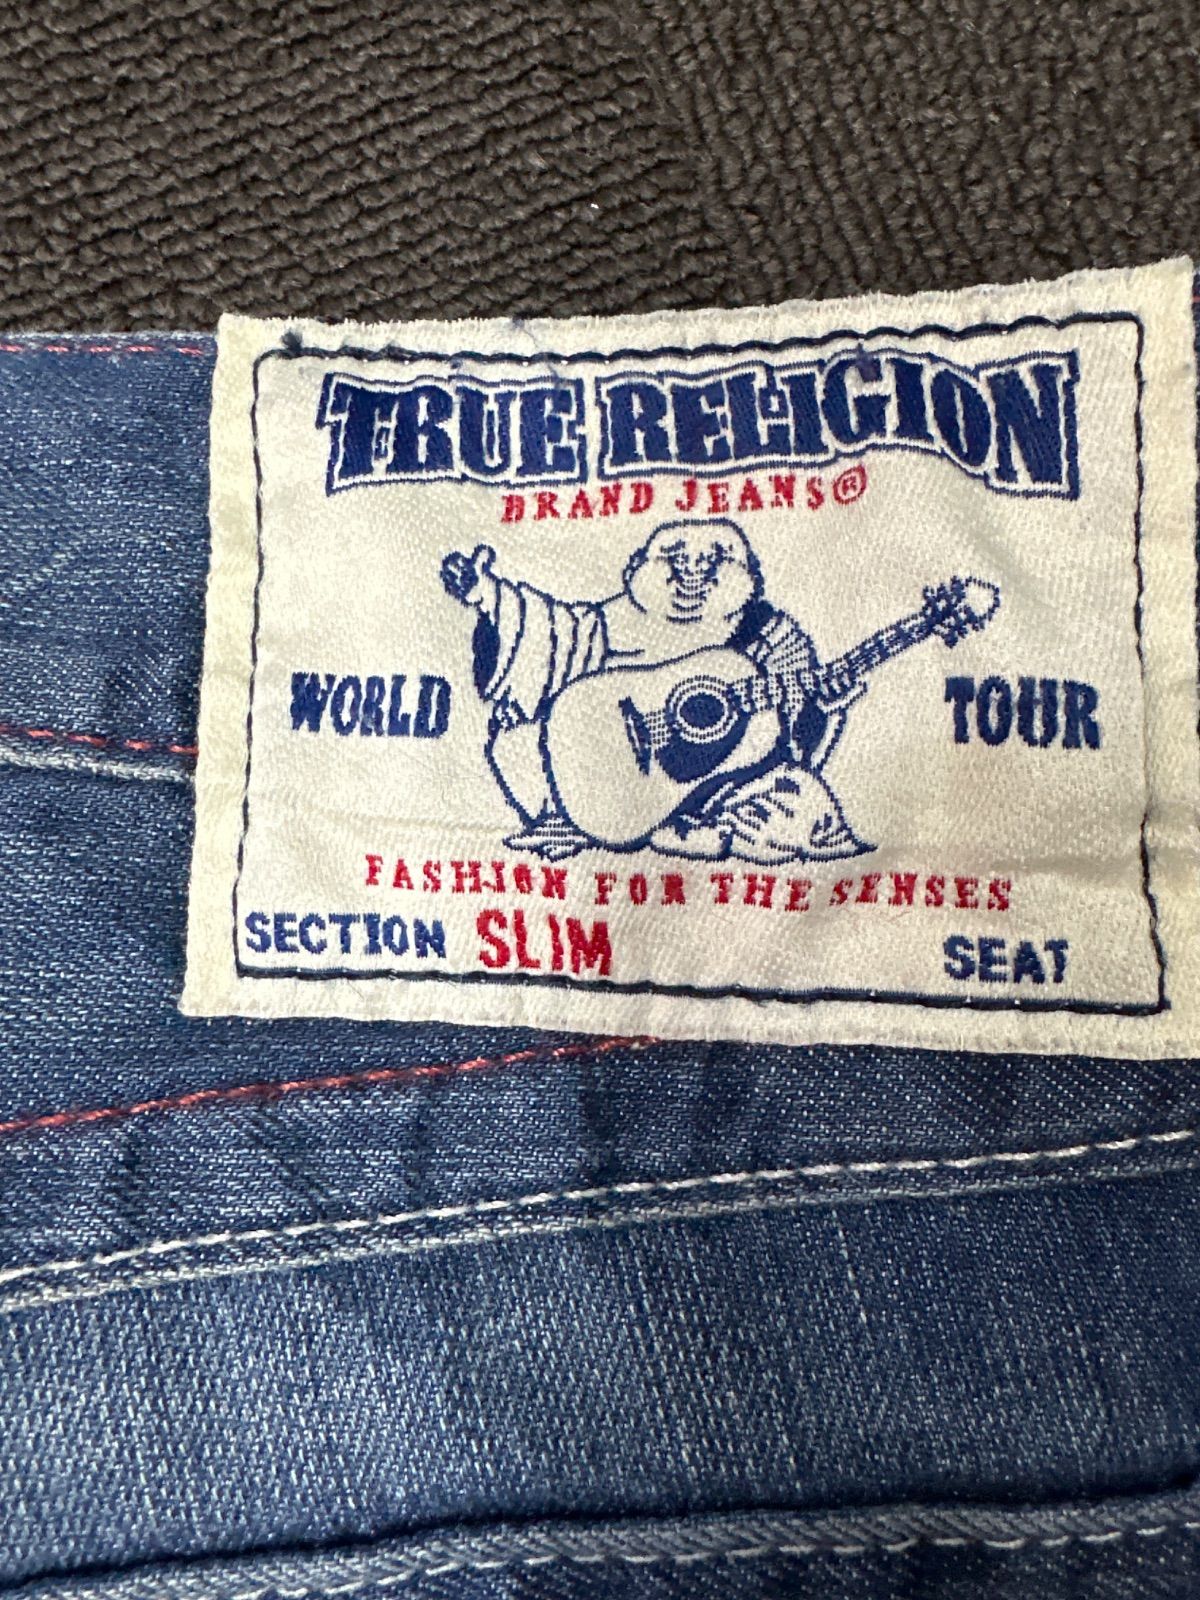 TRUE RELIGION
BRAND JEANS®
WORLD TOUR
FASHION FOR THE SENSES
SECTION SLIM SEAT